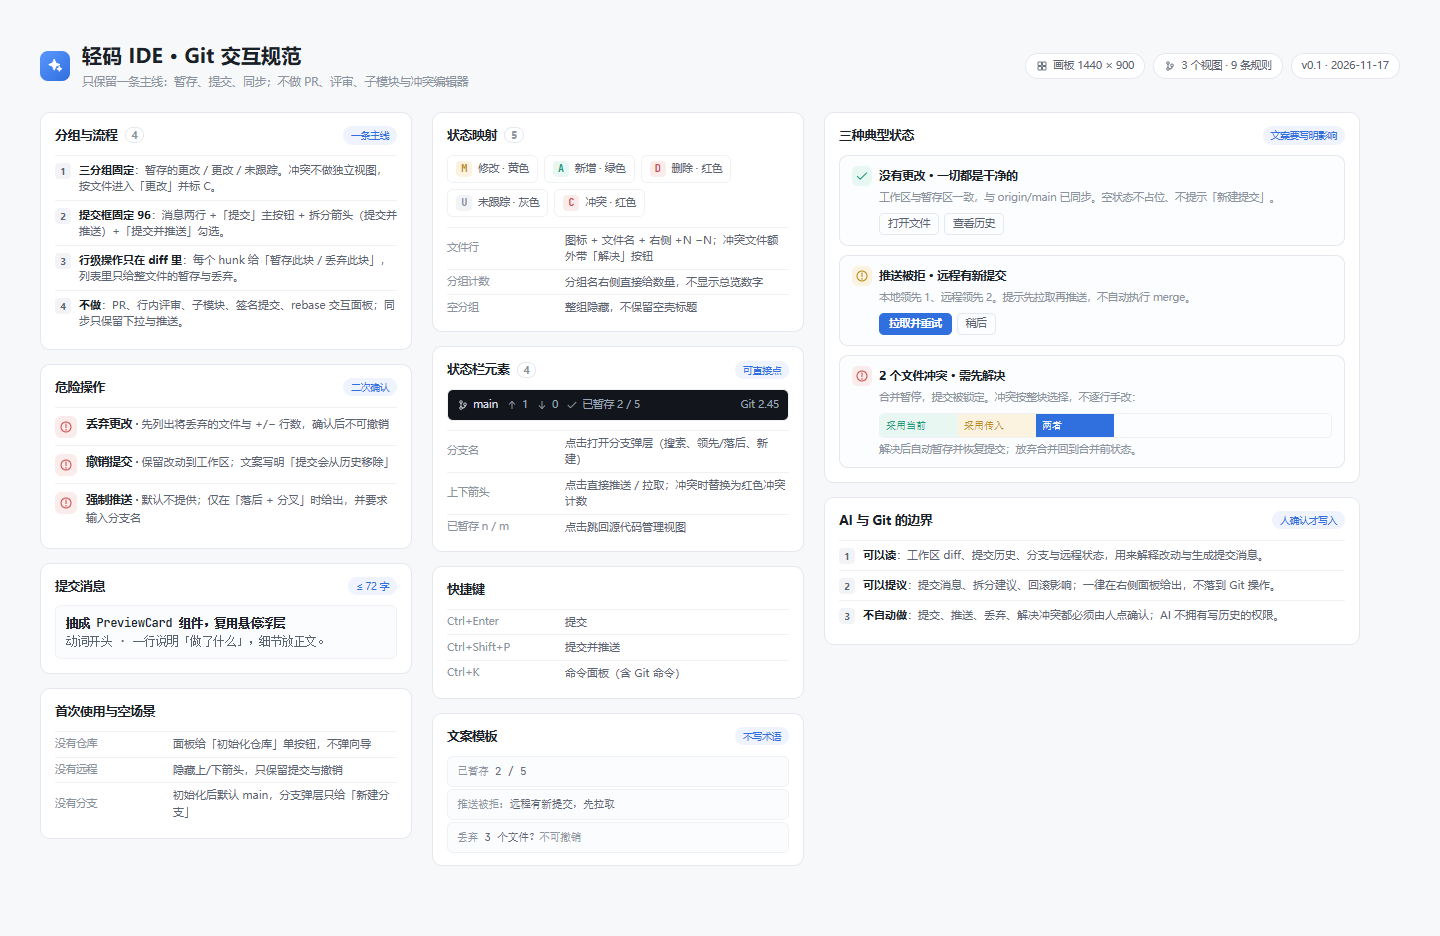 轻码 IDE • Git 交互规范
只保留一条主线：暂存、提交、同步；不做 PR、评审、子模块与冲突编辑器
画板 1440 × 900
3 个视图 · 9 条规则
v0.1 · 2026-11-17
分组与流程 4
一条主线
1 三分组固定：暂存的更改 / 更改 / 未跟踪。冲突不做独立视图，
按文件进入「更改」并标 C。
2 提交框固定 96：消息两行 +「提交」主按钮 + 拆分箭头（提交并
推送）+「提交并推送」勾选。
3 行级操作只在 diff 里：每个 hunk 给「暂存此块 / 丢弃此块」，
列表里只给整文件的暂存与丢弃。
4 不做：PR、行内评审、子模块、签名提交、rebase 交互面板；同
步只保留下拉与推送。
危险操作
二次确认
丢弃更改 · 先列出将丢弃的文件与 +/− 行数，确认后不可撤销
撤销提交 · 保留改动到工作区；文案写明「提交会从历史移除」
强制推送 · 默认不提供；仅在「落后 + 分叉」时给出，并要求
输入分支名
提交消息
≤ 72 字
抽成 PreviewCard 组件，复用悬停浮层
动词开头 · 一行说明「做了什么」，细节放正文。
首次使用与空场景
没有仓库 面板给「初始化仓库」单按钮，不弹向导
没有远程 隐藏上/下箭头，只保留提交与撤销
没有分支 初始化后默认 main，分支弹层只给「新建分
支」
状态映射 5
M 修改 · 黄色
A 新增 · 绿色
D 删除 · 红色
U 未跟踪 · 灰色
C 冲突 · 红色
文件行 图标 + 文件名 + 右侧 +N −N；冲突文件额
外带「解决」按钮
分组计数 分组名右侧直接给数量，不显示总览数字
空分组 整组隐藏，不保留空壳标题
状态栏元素 4
可直接点
main ↑ 1 ↓ 0 ✓ 已暂存 2 / 5 Git 2.45
分支名 点击打开分支弹层（搜索、领先/落后、新
建）
上下箭头 点击直接推送 / 拉取；冲突时替换为红色冲突
计数
已暂存 n / m 点击跳回源代码管理视图
快捷键
Ctrl+Enter 提交
Ctrl+Shift+P 提交并推送
Ctrl+K 命令面板（含 Git 命令）
文案模板
不写术语
已暂存 2 / 5
推送被拒：远程有新提交，先拉取
丢弃 3 个文件？不可撤销
三种典型状态
文案要写明影响
没有更改 • 一切都是干净的
工作区与暂存区一致，与 origin/main 已同步。空状态不占位、不提示「新建提交」。
打开文件
查看历史
推送被拒 • 远程有新提交
本地领先 1、远程领先 2。提示先拉取再推送，不自动执行 merge。
拉取并重试
稍后
2 个文件冲突 • 需先解决
合并暂停，提交被锁定。冲突按整块选择，不逐行手改：
采用当前
采用传入
两者
解决后自动暂存并恢复提交；放弃合并回到合并前状态。
AI 与 Git 的边界
人确认才写入
1 可以读：工作区 diff、提交历史、分支与远程状态，用来解释改动与生成提交消息。
2 可以提议：提交消息、拆分建议、回滚影响；一律在右侧面板给出，不落到 Git 操作。
3 不自动做：提交、推送、丢弃、解决冲突都必须由人点确认；AI 不拥有写历史的权限。